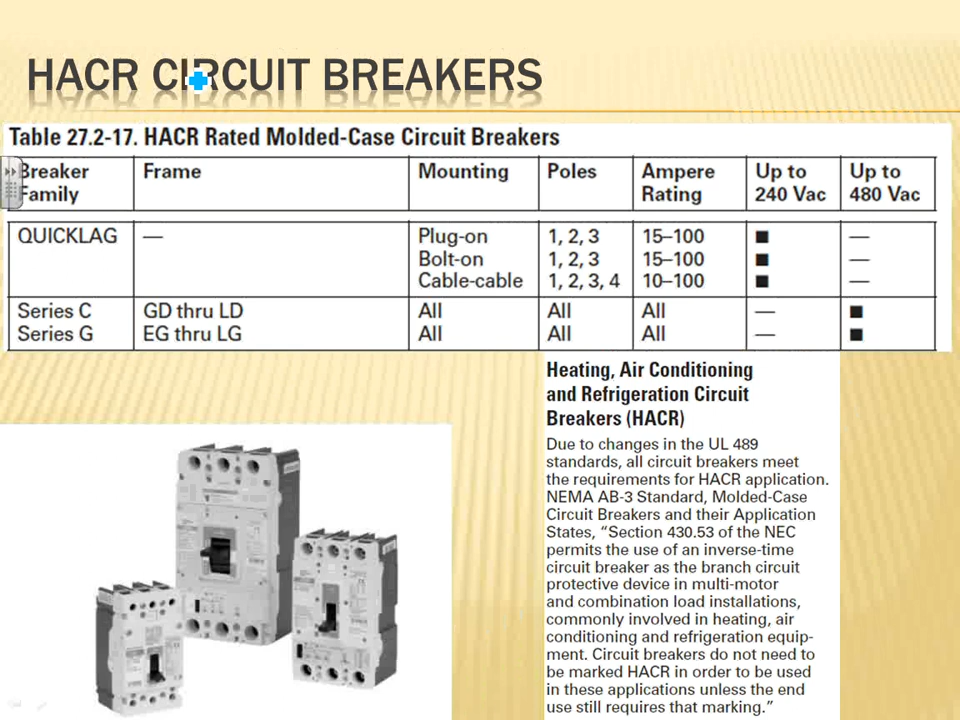 HACR CIRCUIT BREAKERS
Table 27.2-17. HACR Rated Molded-Case Circuit Breakers
Breaker Family Frame Mounting Poles Ampere Rating Up to 240 Vac Up to 480 Vac
QUICKLAG — Plug-on 1, 2, 3 15–100 ■ —
Bolt-on 1, 2, 3 15–100 ■ —
Cable-cable 1, 2, 3, 4 10–100 ■ —
Series C GD thru LD All All All — ■
Series G EG thru LG All All All — ■
Heating, Air Conditioning
and Refrigeration Circuit
Breakers (HACR)
Due to changes in the UL 489
standards, all circuit breakers meet
the requirements for HACR application.
NEMA AB-3 Standard, Molded-Case
Circuit Breakers and their Application
States, “Section 430.53 of the NEC
permits the use of an inverse-time
circuit breaker as the branch circuit
protective device in multi-motor
and combination load installations,
commonly involved in heating, air
conditioning and refrigeration equip-
ment. Circuit breakers do not need to
be marked HACR in order to be used
in these applications unless the end
use still requires that marking.”